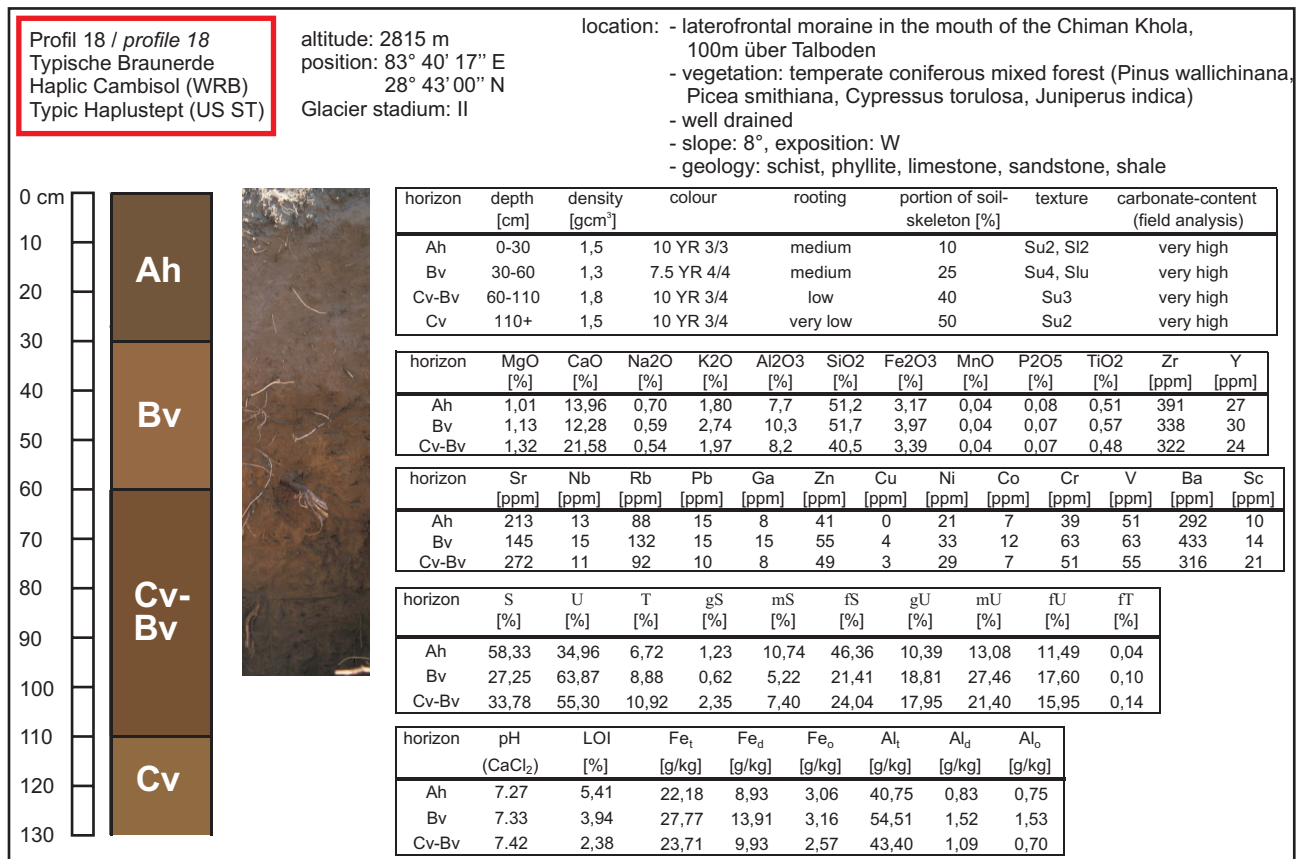 Profil 18 / profile 18
Typische Braunerde
Haplic Cambisol (WRB)
Typic Haplustept (US ST)
altitude: 2815 m
position: 83° 40’ 17’’ E
28° 43’ 00’’ N
Glacier stadium: II
location: - laterofrontal moraine in the mouth of the Chiman Khola,
100m über Talboden
- vegetation: temperate coniferous mixed forest (Pinus wallichinana,
Picea smithiana, Cypressus torulosa, Juniperus indica)
- well drained
- slope: 8°, exposition: W
- geology: schist, phyllite, limestone, sandstone, shale
0 cm
10
20
30
40
50
60
70
80
90
100
110
120
130
Ah
Bv
Cv-
Bv
Cv
horizon depth density colour rooting portion of soil- texture carbonate-content
[cm] [gcm³] skeleton [%] (field analysis)
Ah 0-30 1,5 10 YR 3/3 medium 10 Su2, Sl2 very high
Bv 30-60 1,3 7.5 YR 4/4 medium 25 Su4, Slu very high
Cv-Bv 60-110 1,8 10 YR 3/4 low 40 Su3 very high
Cv 110+ 1,5 10 YR 3/4 very low 50 Su2 very high
horizon MgO CaO Na2O K2O Al2O3 SiO2 Fe2O3 MnO P2O5 TiO2 Zr Y
[%] [%] [%] [%] [%] [%] [%] [%] [%] [%] [ppm] [ppm]
Ah 1,01 13,96 0,70 1,80 7,7 51,2 3,17 0,04 0,08 0,51 391 27
Bv 1,13 12,28 0,59 2,74 10,3 51,7 3,97 0,04 0,07 0,57 338 30
Cv-Bv 1,32 21,58 0,54 1,97 8,2 40,5 3,39 0,04 0,07 0,48 322 24
horizon Sr Nb Rb Pb Ga Zn Cu Ni Co Cr V Ba Sc
[ppm] [ppm] [ppm] [ppm] [ppm] [ppm] [ppm] [ppm] [ppm] [ppm] [ppm] [ppm] [ppm]
Ah 213 13 88 15 8 41 0 21 7 39 51 292 10
Bv 145 15 132 15 15 55 4 33 12 63 63 433 14
Cv-Bv 272 11 92 10 8 49 3 29 7 51 55 316 21
horizon S U T gS mS fS gU mU fU fT
[%] [%] [%] [%] [%] [%] [%] [%] [%] [%]
Ah 58,33 34,96 6,72 1,23 10,74 46,36 10,39 13,08 11,49 0,04
Bv 27,25 63,87 8,88 0,62 5,22 21,41 18,81 27,46 17,60 0,10
Cv-Bv 33,78 55,30 10,92 2,35 7,40 24,04 17,95 21,40 15,95 0,14
horizon pH LOI Feₜ Fe_d Feₒ Alₜ Al_d Alₒ
(CaCl₂) [%] [g/kg] [g/kg] [g/kg] [g/kg] [g/kg] [g/kg]
Ah 7.27 5,41 22,18 8,93 3,06 40,75 0,83 0,75
Bv 7.33 3,94 27,77 13,91 3,16 54,51 1,52 1,53
Cv-Bv 7.42 2,38 23,71 9,93 2,57 43,40 1,09 0,70